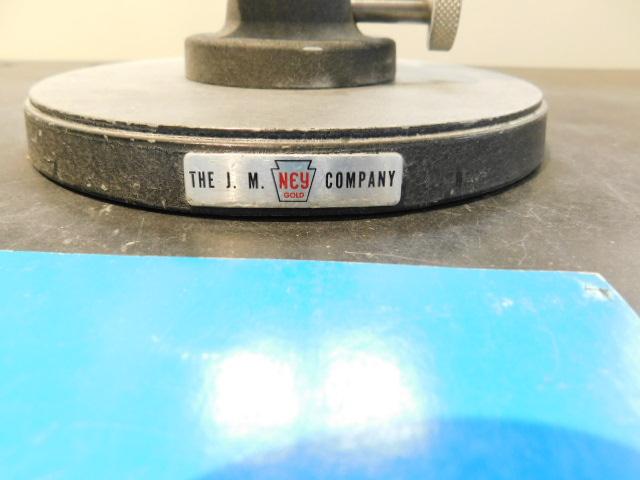 THE J. M. NEY COMPANY
GOLD